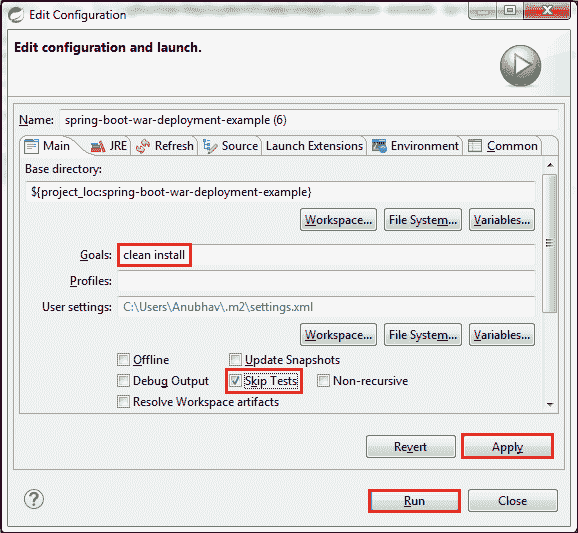 Edit Configuration
Edit configuration and launch.
Name: spring-boot-war-deployment-example (6)
Main JRE Refresh Source Launch Extensions Environment Common
Base directory:
${project_loc:spring-boot-war-deployment-example}
Workspace... File System... Variables...
Goals: clean install
Profiles:
User settings: C:\Users\Anubhav\.m2\settings.xml
Workspace... File System... Variables...
Offline Update Snapshots
Debug Output Skip Tests Non-recursive
Resolve Workspace artifacts
Revert Apply
Run Close